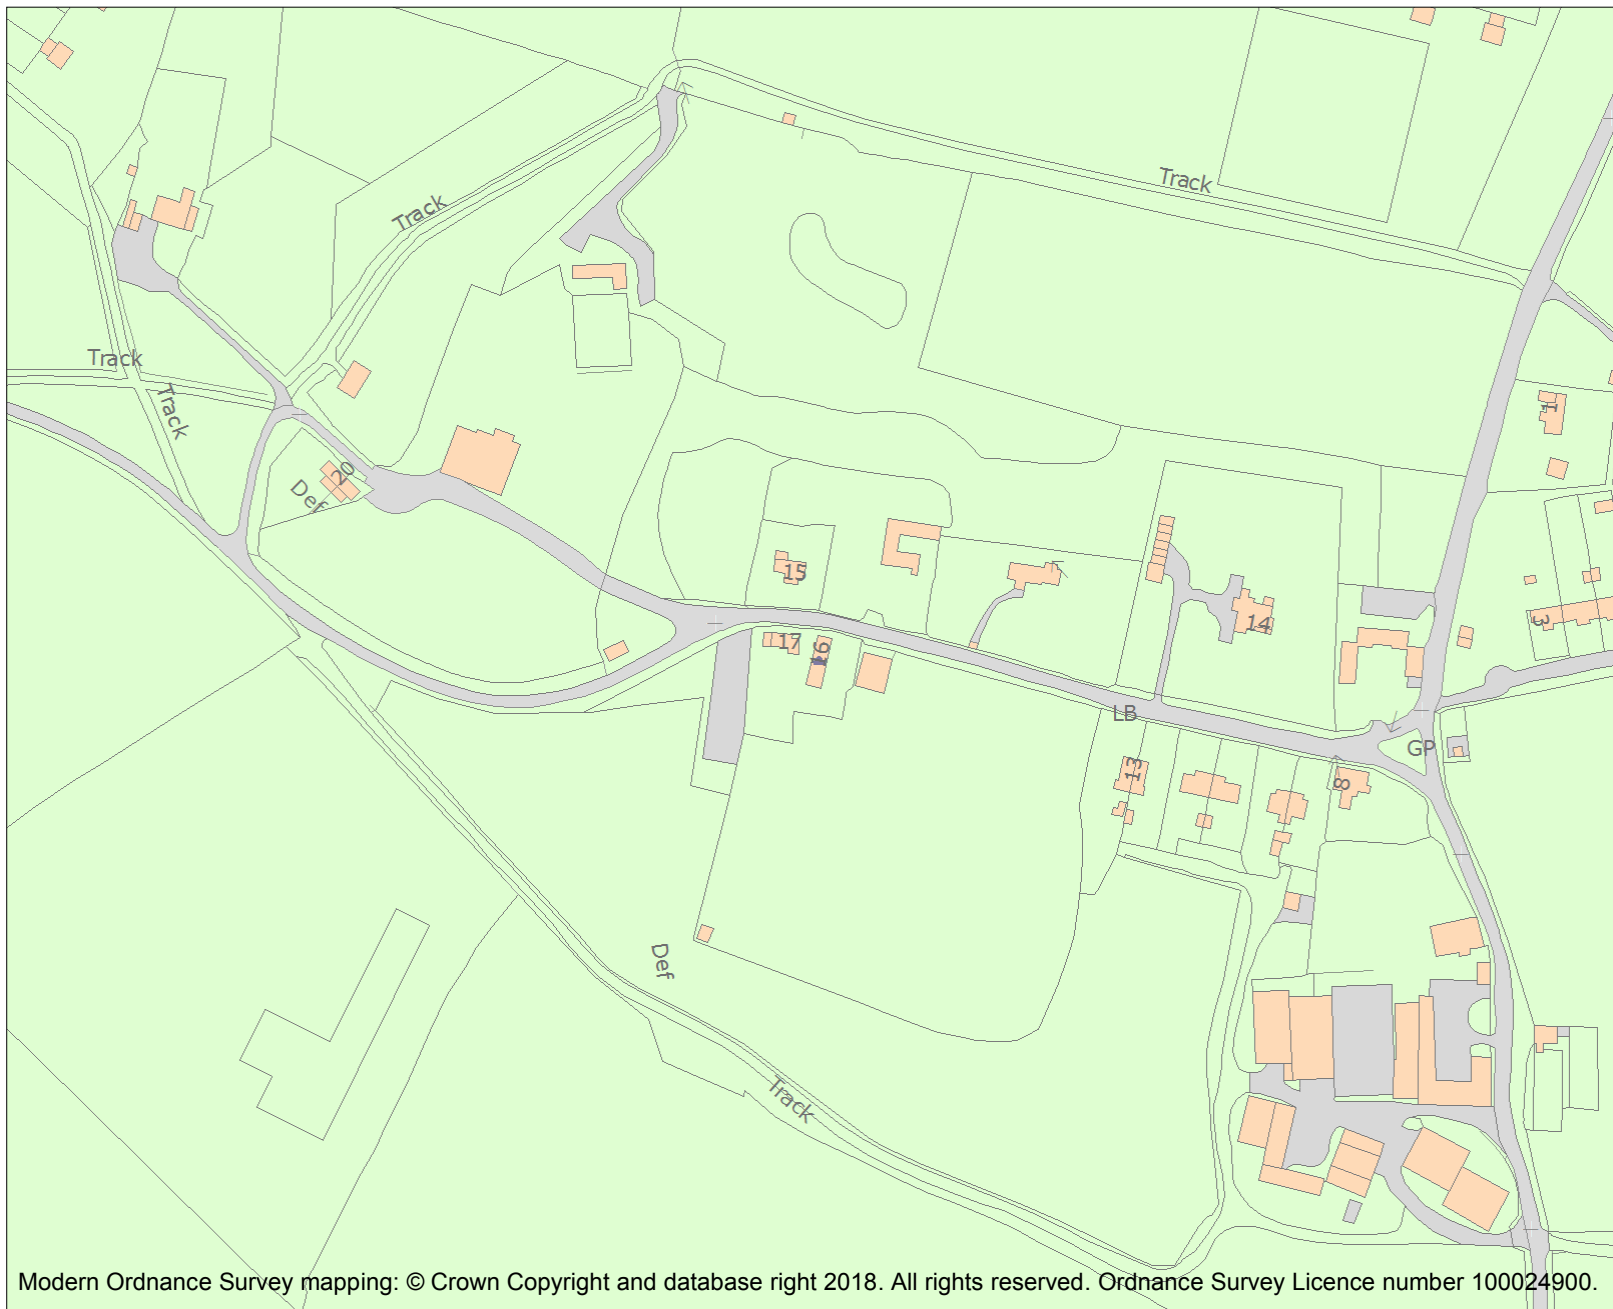 Track
Track
Track
Track
1
20
Def
15
14
3
17
16
LB
GP
13
8
Def
Track
Modern Ordnance Survey mapping: © Crown Copyright and database right 2018. All rights reserved. Ordnance Survey Licence number 100024900.